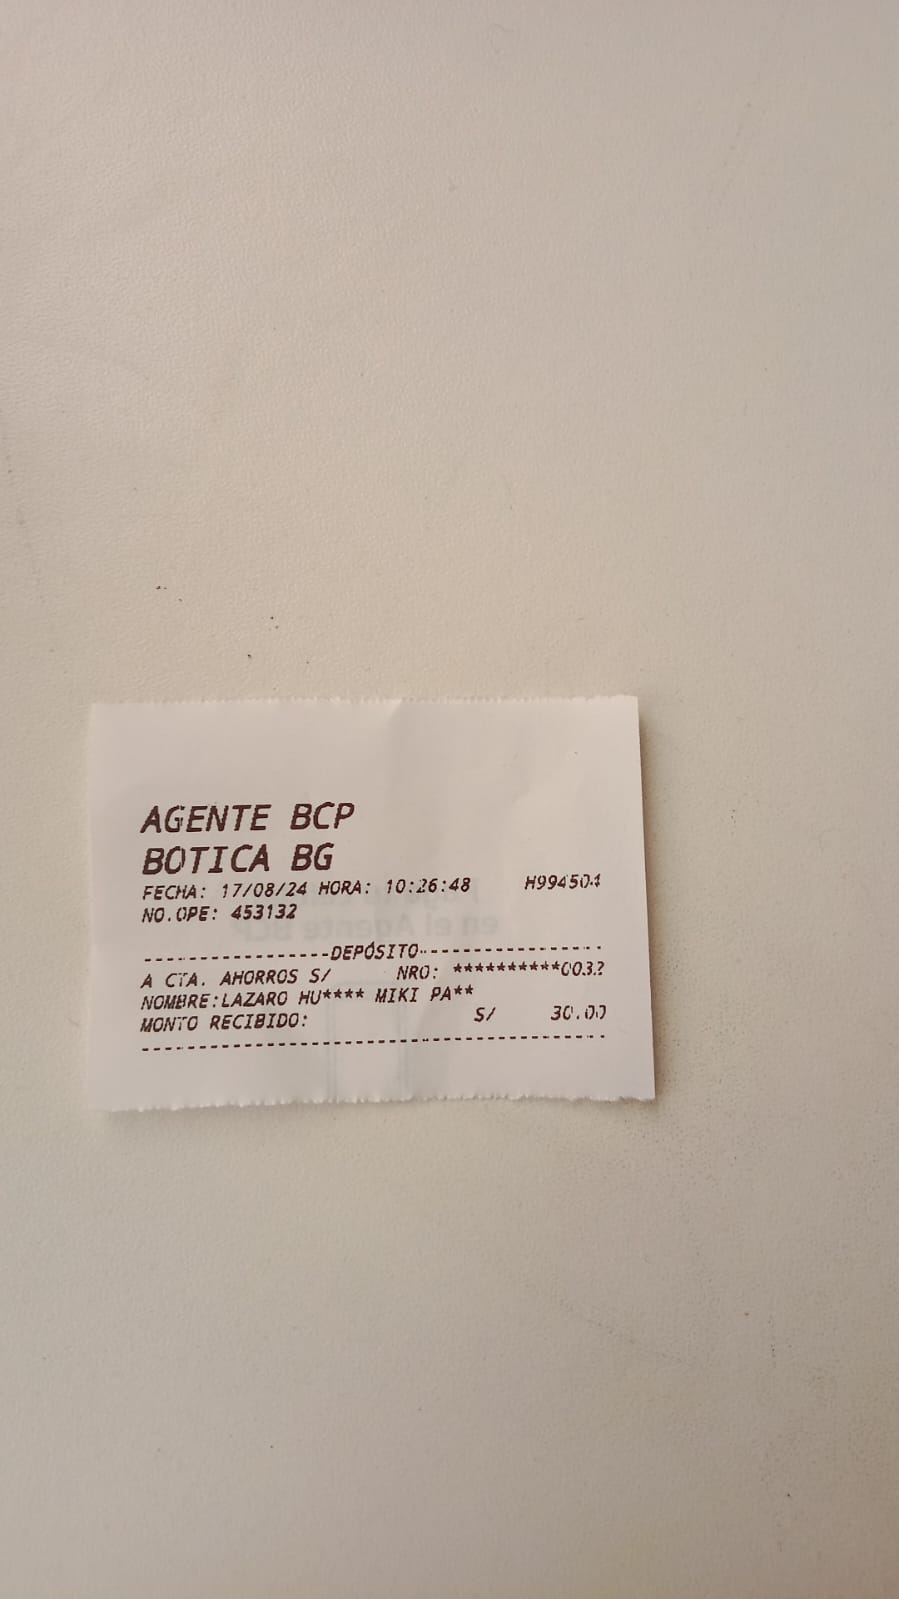 AGENTE BCP
BOTICA BG
FECHA: 17/08/24 HORA: 10:26:48 H994504
NO.OPE: 453132
------------------DEPÓSITO------------------
A CTA. AHORROS S/ NRO: **********0032
NOMBRE:LAZARO HU**** MIKI PA**
MONTO RECIBIDO: S/ 30.00